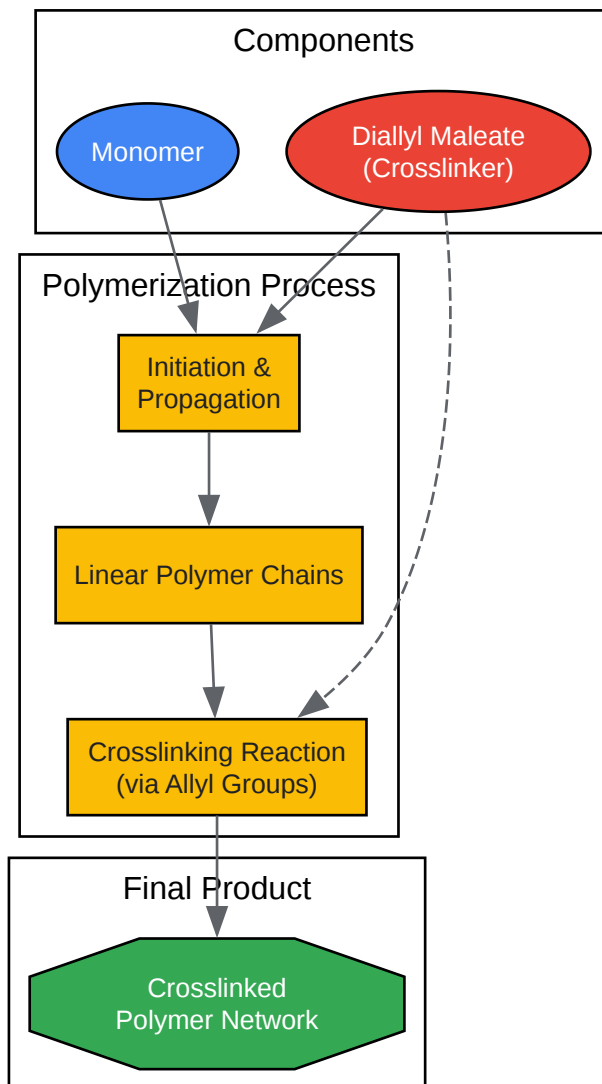 Components
Monomer
Diallyl Maleate
(Crosslinker)
Polymerization Process
Initiation &
Propagation
Linear Polymer Chains
Crosslinking Reaction
(via Allyl Groups)
Final Product
Crosslinked
Polymer Network